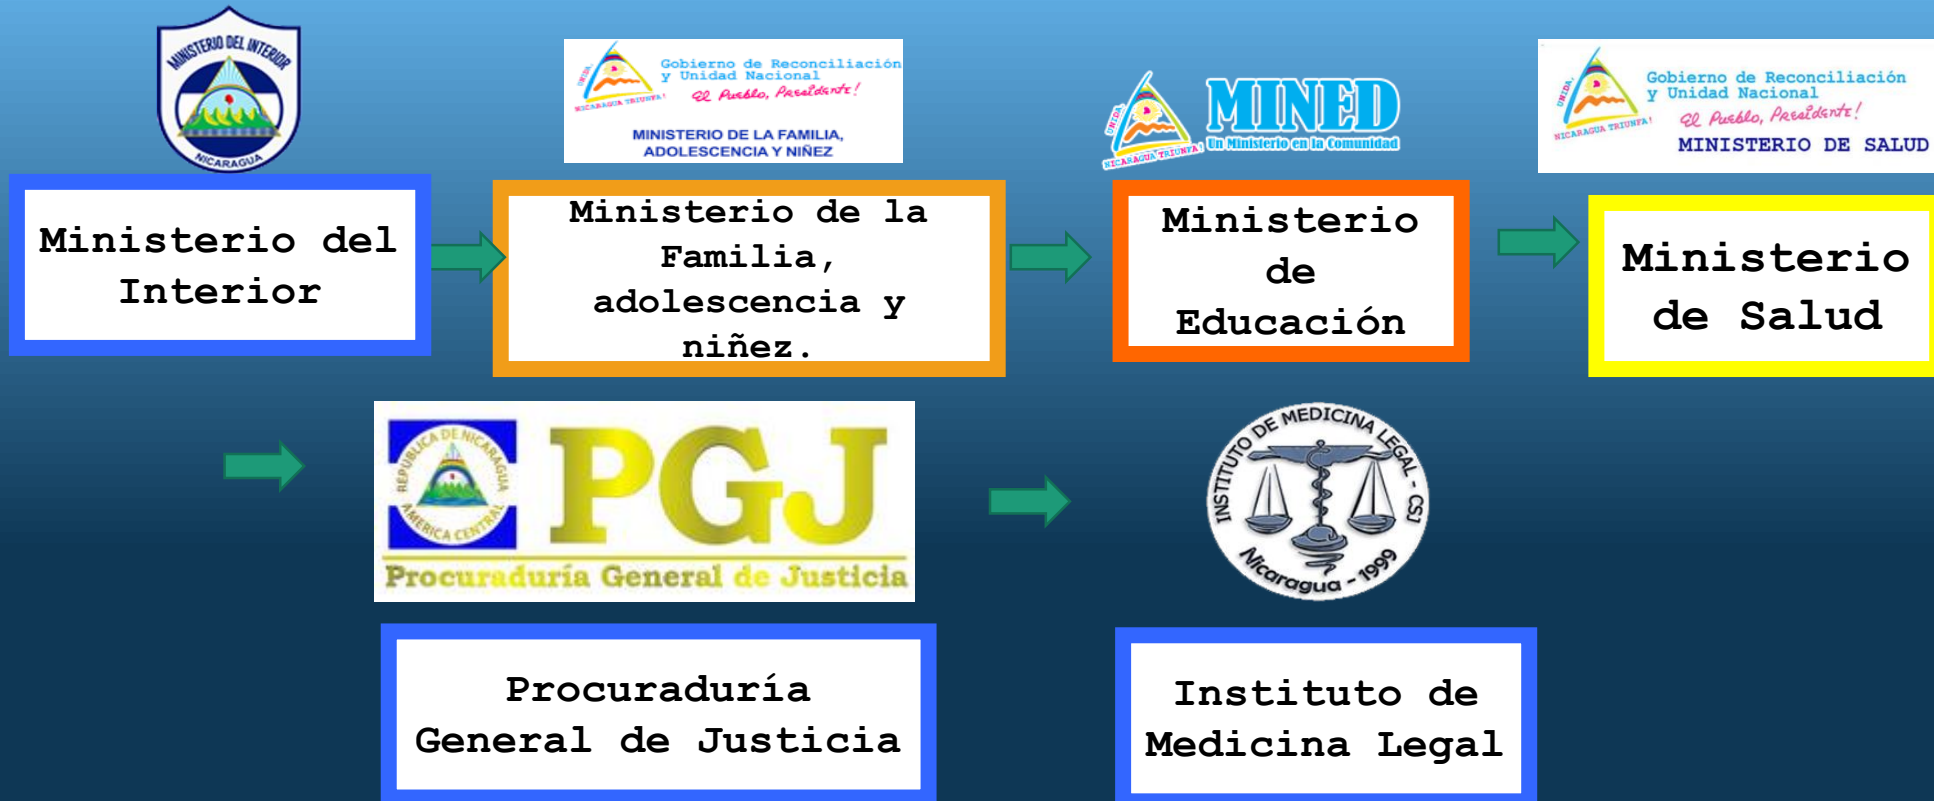 MINISTERIO DEL INTERIOR
NICARAGUA
UNIDA,
NICARAGUA TRIUNFA!
Gobierno de Reconciliación
y Unidad Nacional
El Pueblo, Presidente!
MINISTERIO DE LA FAMILIA,
ADOLESCENCIA Y NIÑEZ
UNIDA,
NICARAGUA TRIUNFA!
MINED
Un Ministerio en la Comunidad
UNIDA,
NICARAGUA TRIUNFA!
Gobierno de Reconciliación
y Unidad Nacional
El Pueblo, Presidente!
MINISTERIO DE SALUD
Ministerio del
Interior
Ministerio de la
Familia,
adolescencia y
niñez.
Ministerio
de
Educación
Ministerio
de Salud
REPÚBLICA DE NICARAGUA
AMERICA CENTRAL
PGJ
Procuraduría General de Justicia
INSTITUTO DE MEDICINA LEGAL - CSJ
Nicaragua - 1999
Procuraduría
General de Justicia
Instituto de
Medicina Legal